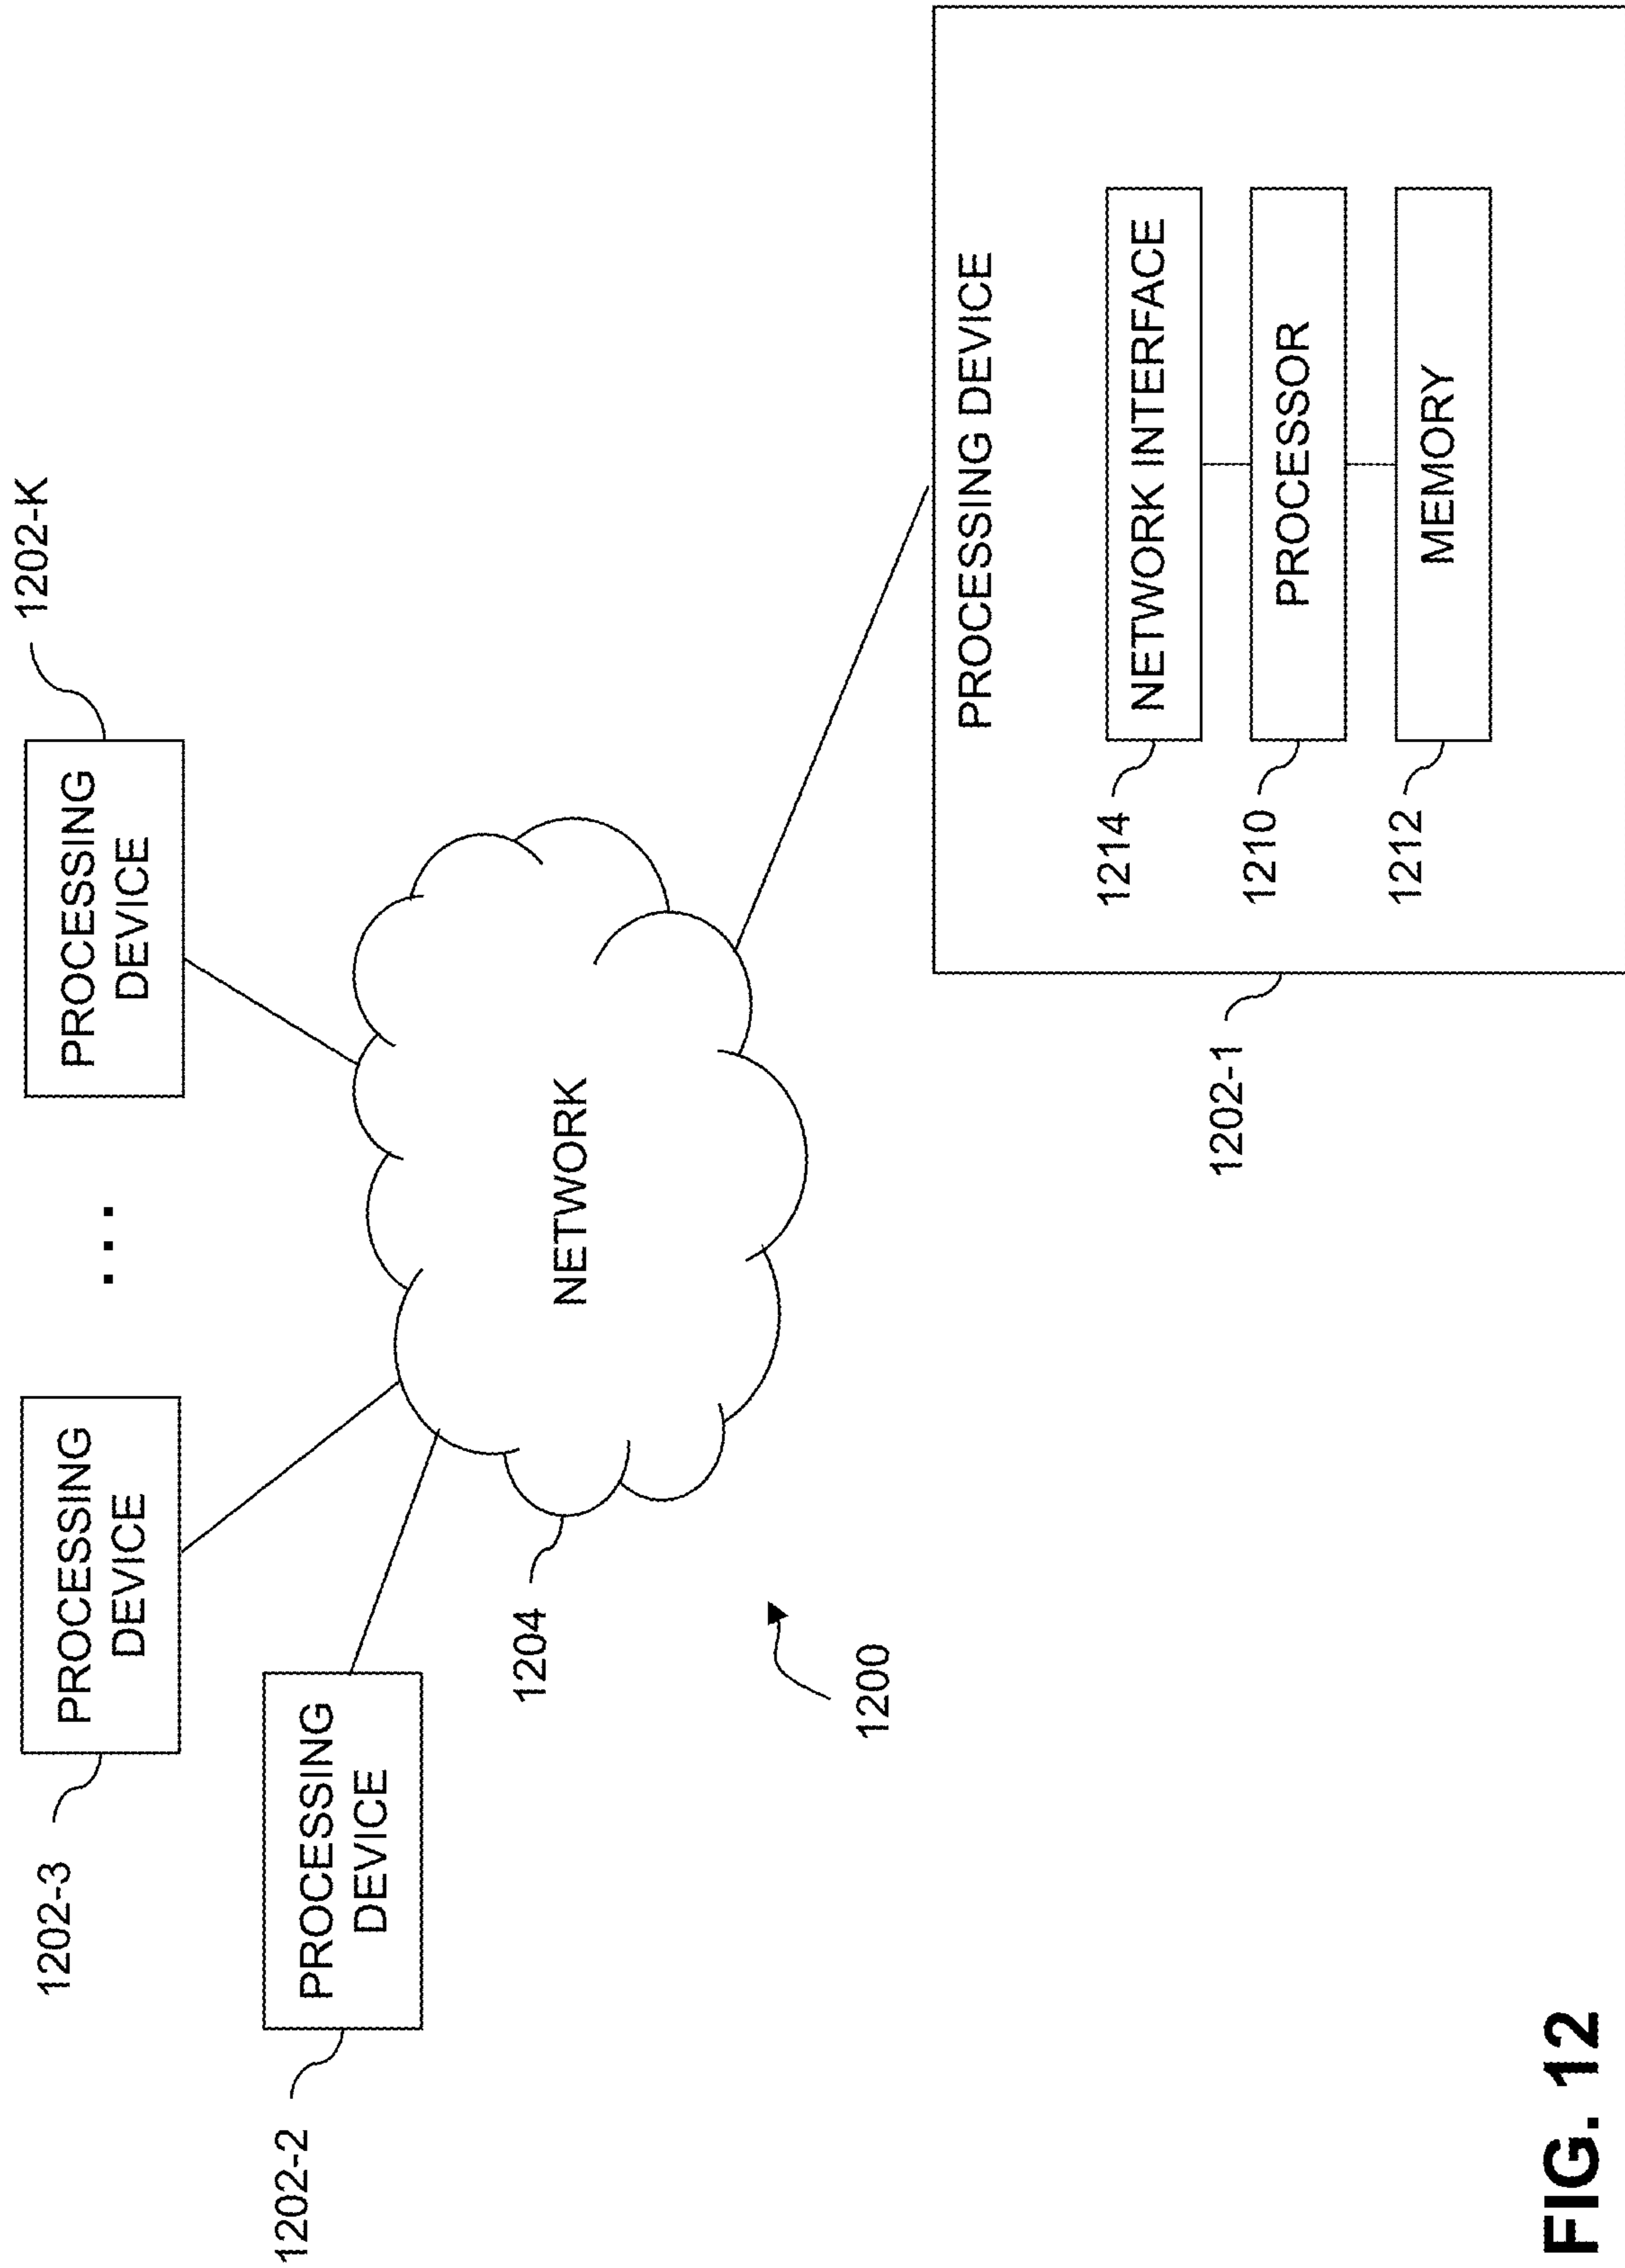 1202-2
PROCESSING
DEVICE
1202-3
PROCESSING
DEVICE
...
PROCESSING
DEVICE
1202-K
1204
NETWORK
1200
1202-1
PROCESSING DEVICE
1214
NETWORK INTERFACE
1210
PROCESSOR
1212
MEMORY
FIG. 12